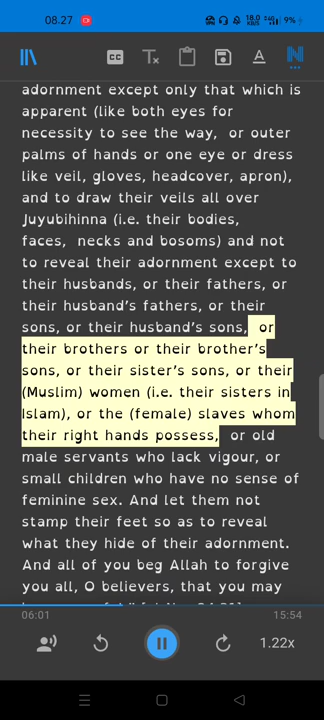 08.27
18.0
KB/S
9%
CC
A
N
adornment except only that which is
apparent (like both eyes for
necessity to see the way,  or outer
palms of hands or one eye or dress
like veil, gloves, headcover, apron),
and to draw their veils all over
Juyubihinna (i.e. their bodies,
faces,  necks and bosoms) and not
to reveal their adornment except to
their husbands, or their fathers, or
their husband's fathers, or their
sons, or their husband's sons,  or
their brothers or their brother's
sons, or their sister's sons, or their
(Muslim) women (i.e. their sisters in
Islam), or the (female) slaves whom
their right hands possess,  or old
male servants who lack vigour, or
small children who have no sense of
feminine sex. And let them not
stamp their feet so as to reveal
what they hide of their adornment.
And all of you beg Allah to forgive
you all, O believers, that you may
06:01
15:54
1.22x